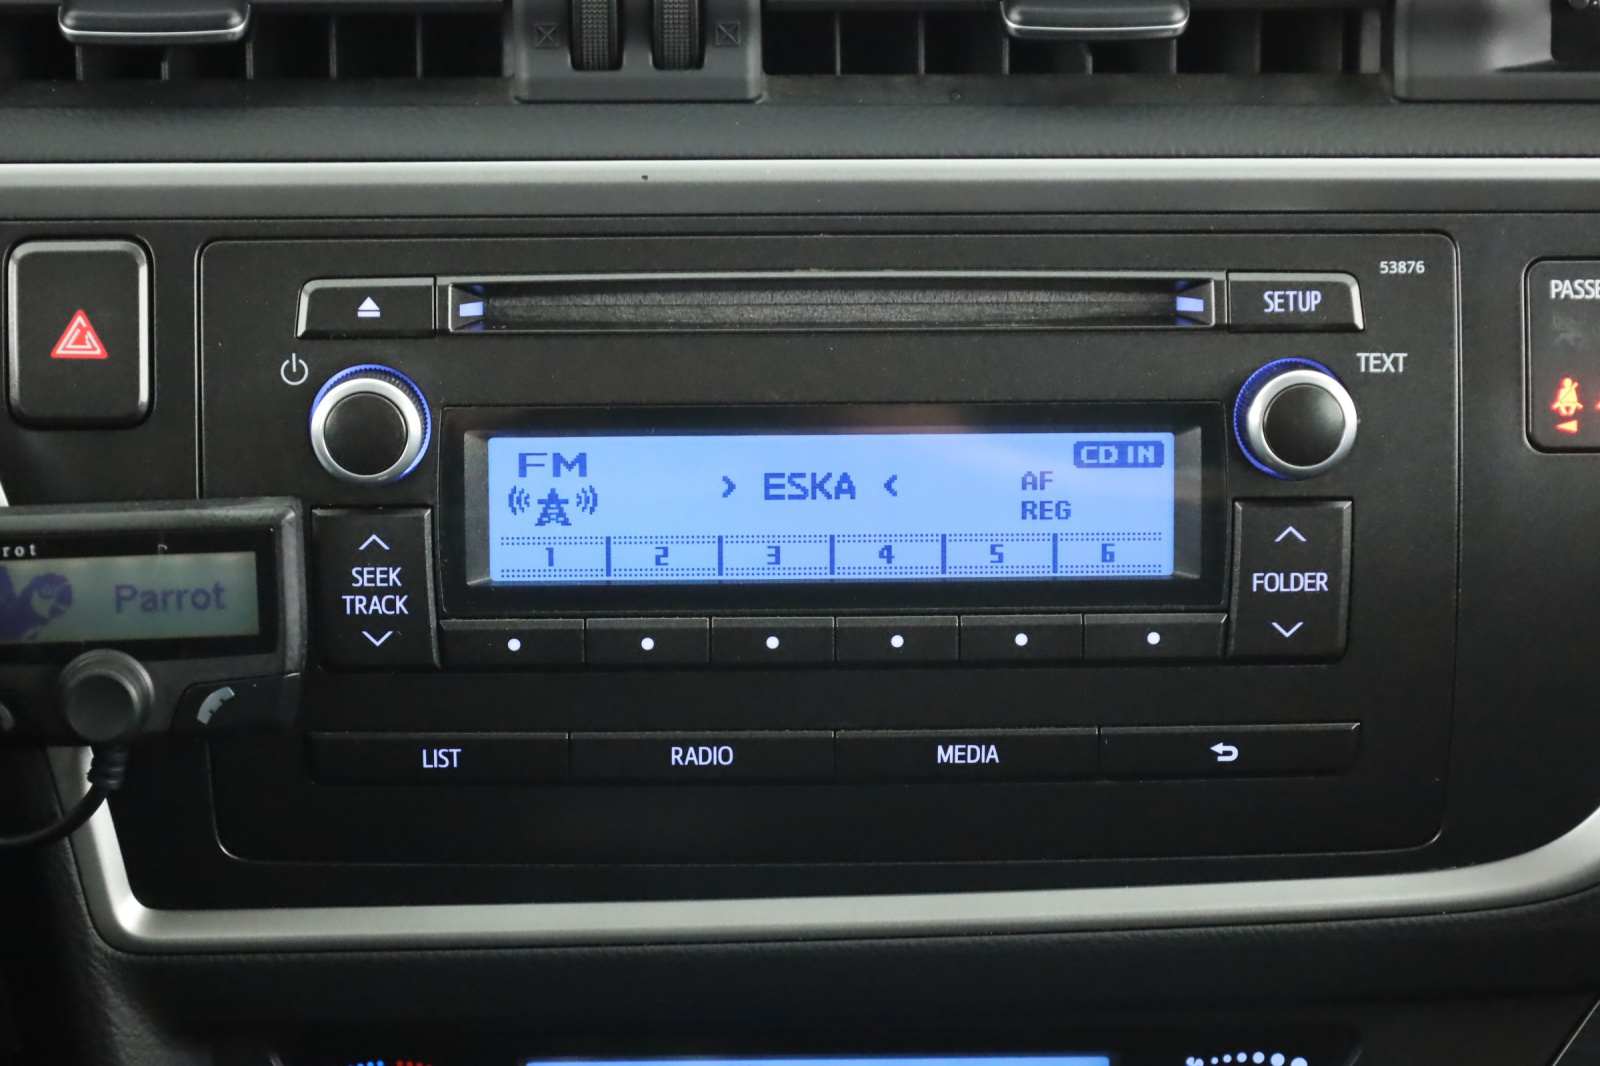 53876
SETUP
PASSE
TEXT
FM
> ESKA <
CD IN
AF
REG
1 2 3 4 5 6
rot
Parrot
SEEK
TRACK
FOLDER
LIST
RADIO
MEDIA